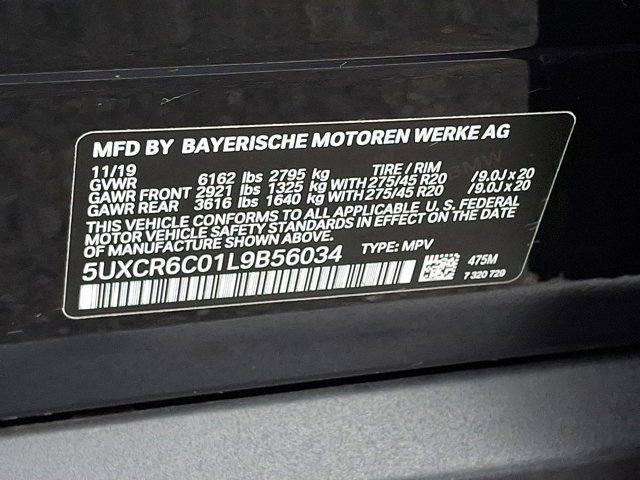 MFD BY BAYERISCHE MOTOREN WERKE AG
11/19 TIRE / RIM
GVWR 6162 lbs 2795 kg
GAWR FRONT 2921 lbs 1325 kg WITH 275/45 R20 /9.0J x 20
GAWR REAR 3616 lbs 1640 kg WITH 275/45 R20 /9.0J x 20
THIS VEHICLE CONFORMS TO ALL APPLICABLE U. S. FEDERAL
MOTOR VEHICLE SAFETY STANDARDS IN EFFECT ON THE DATE
OF MANUFACTURE SHOWN ABOVE.
5UXCR6C01L9B56034 TYPE: MPV
475M
7 320 729
BMW